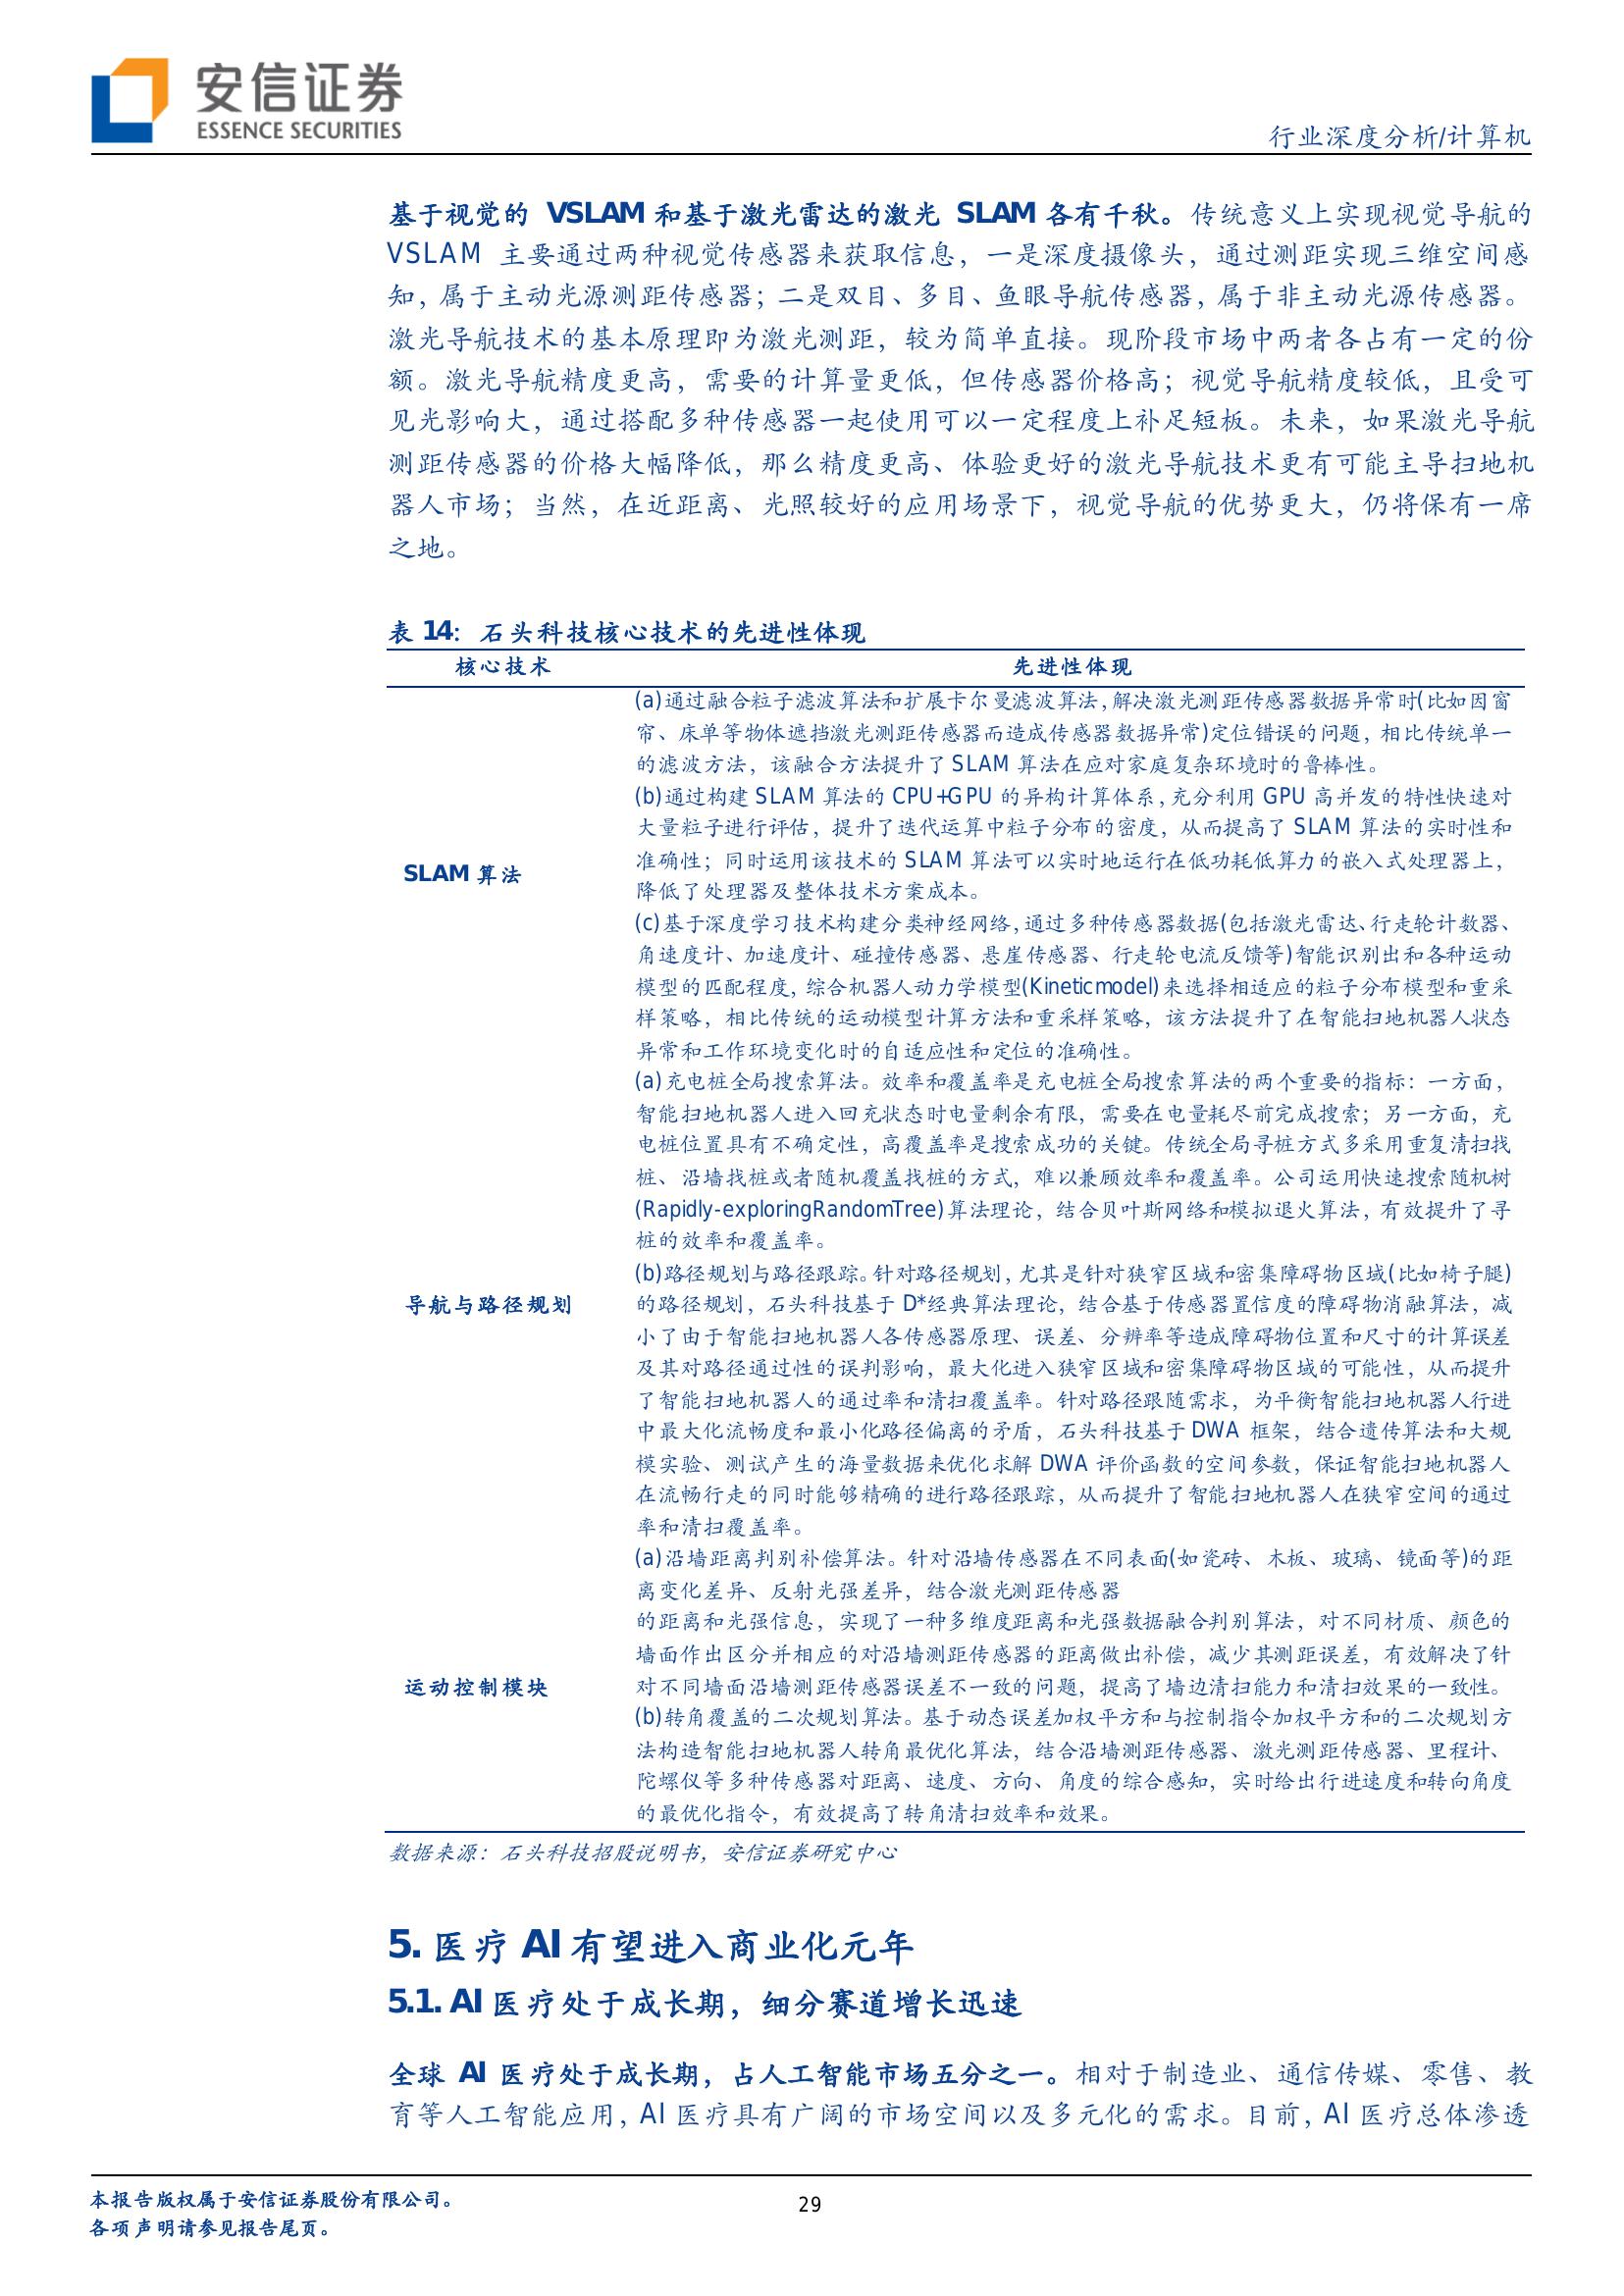 安信证券
ESSENCE SECURITIES
行业深度分析/计算机
基于视觉的 VSLAM 和基于激光雷达的激光 SLAM 各有千秋。传统意义上实现视觉导航的
VSLAM 主要通过两种视觉传感器来获取信息，一是深度摄像头，通过测距实现三维空间感
知，属于主动光源测距传感器；二是双目、多目、鱼眼导航传感器，属于非主动光源传感器。
激光导航技术的基本原理即为激光测距，较为简单直接。现阶段市场中两者各占有一定的份
额。激光导航精度更高，需要的计算量更低，但传感器价格高；视觉导航精度较低，且受可
见光影响大，通过搭配多种传感器一起使用可以一定程度上补足短板。未来，如果激光导航
测距传感器的价格大幅降低，那么精度更高、体验更好的激光导航技术更有可能主导扫地机
器人市场；当然，在近距离、光照较好的应用场景下，视觉导航的优势更大，仍将保有一席
之地。
表 14：石头科技核心技术的先进性体现
核心技术 先进性体现
(a)通过融合粒子滤波算法和扩展卡尔曼滤波算法，解决激光测距传感器数据异常时(比如因窗
帘、床单等物体遮挡激光测距传感器而造成传感器数据异常)定位错误的问题，相比传统单一
的滤波方法，该融合方法提升了 SLAM 算法在应对家庭复杂环境时的鲁棒性。
(b)通过构建 SLAM 算法的 CPU+GPU 的异构计算体系，充分利用 GPU 高并发的特性快速对
大量粒子进行评估，提升了迭代运算中粒子分布的密度，从而提高了 SLAM 算法的实时性和
准确性；同时运用该技术的 SLAM 算法可以实时地运行在低功耗低算力的嵌入式处理器上，
SLAM 算法
降低了处理器及整体技术方案成本。
(c)基于深度学习技术构建分类神经网络，通过多种传感器数据(包括激光雷达、行走轮计数器、
角速度计、加速度计、碰撞传感器、悬崖传感器、行走轮电流反馈等)智能识别出和各种运动
模型的匹配程度，综合机器人动力学模型(Kineticmodel)来选择相适应的粒子分布模型和重采
样策略，相比传统的运动模型计算方法和重采样策略，该方法提升了在智能扫地机器人状态
异常和工作环境变化时的自适应性和定位的准确性。
(a)充电桩全局搜索算法。效率和覆盖率是充电桩全局搜索算法的两个重要的指标：一方面，
智能扫地机器人进入回充状态时电量剩余有限，需要在电量耗尽前完成搜索；另一方面，充
电桩位置具有不确定性，高覆盖率是搜索成功的关键。传统全局寻桩方式多采用重复清扫找
桩、沿墙找桩或者随机覆盖找桩的方式，难以兼顾效率和覆盖率。公司运用快速搜索随机树
(Rapidly-exploringRandomTree)算法理论，结合贝叶斯网络和模拟退火算法，有效提升了寻
桩的效率和覆盖率。
(b)路径规划与路径跟踪。针对路径规划，尤其是针对狭窄区域和密集障碍物区域(比如椅子腿)
导航与路径规划
的路径规划，石头科技基于 D*经典算法理论，结合基于传感器置信度的障碍物消融算法，减
小了由于智能扫地机器人各传感器原理、误差、分辨率等造成障碍物位置和尺寸的计算误差
及其对路径通过性的误判影响，最大化进入狭窄区域和密集障碍物区域的可能性，从而提升
了智能扫地机器人的通过率和清扫覆盖率。针对路径跟随需求，为平衡智能扫地机器人行进
中最大化流畅度和最小化路径偏离的矛盾，石头科技基于 DWA 框架，结合遗传算法和大规
模实验、测试产生的海量数据来优化求解 DWA 评价函数的空间参数，保证智能扫地机器人
在流畅行走的同时能够精确的进行路径跟踪，从而提升了智能扫地机器人在狭窄空间的通过
率和清扫覆盖率。
(a)沿墙距离判别补偿算法。针对沿墙传感器在不同表面(如瓷砖、木板、玻璃、镜面等)的距
离变化差异、反射光强差异，结合激光测距传感器
的距离和光强信息，实现了一种多维度距离和光强数据融合判别算法，对不同材质、颜色的
墙面作出区分并相应的对沿墙测距传感器的距离做出补偿，减少其测距误差，有效解决了针
运动控制模块
对不同墙面沿墙测距传感器误差不一致的问题，提高了墙边清扫能力和清扫效果的一致性。
(b)转角覆盖的二次规划算法。基于动态误差加权平方和与控制指令加权平方和的二次规划方
法构造智能扫地机器人转角最优化算法，结合沿墙测距传感器、激光测距传感器、里程计、
陀螺仪等多种传感器对距离、速度、方向、角度的综合感知，实时给出行进速度和转向角度
的最优化指令，有效提高了转角清扫效率和效果。
数据来源：石头科技招股说明书，安信证券研究中心
5. 医疗 AI 有望进入商业化元年
5.1. AI 医疗处于成长期，细分赛道增长迅速
全球 AI 医疗处于成长期，占人工智能市场五分之一。相对于制造业、通信传媒、零售、教
育等人工智能应用，AI 医疗具有广阔的市场空间以及多元化的需求。目前，AI 医疗总体渗透
本报告版权属于安信证券股份有限公司。
29
各项声明请参见报告尾页。